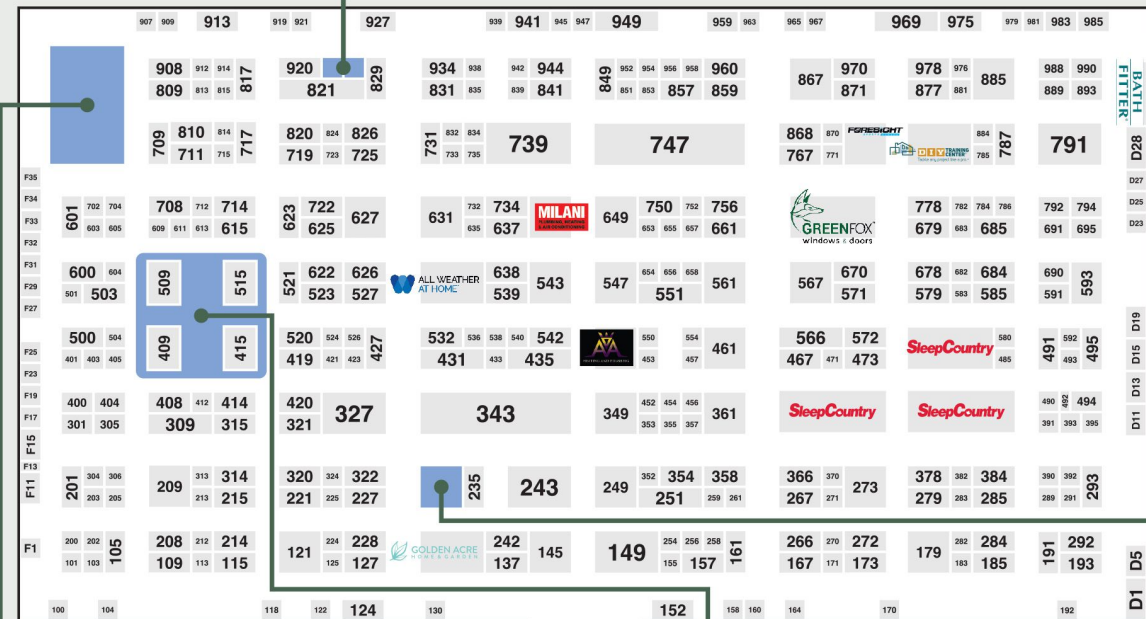 907 909 913 919 921 927 939 941 945 947 949 959 963 965 967 969 975 979 981 983 985
908 912 914 817 920 829 934 938 942 944 849 952 954 956 958 960 867 970 978 976 885 988 990 BATH FITTER
809 813 815 821 831 835 839 841 851 853 857 859 871 877 881 889 893
709 810 814 717 820 824 826 731 832 834 739 747 868 870 FORESIGHT 884 787 791 D28
711 715 719 723 725 733 735 767 771 DIY TRAINING CENTER 785
F35 D27
F34 601 702 704 708 712 714 623 722 627 631 732 734 MILANI 649 750 752 756 GREENFOX 778 782 784 786 792 794 D25
F33 603 605 609 611 613 615 625 635 637 PLUMBING, HEATING & AIR CONDITIONING 653 655 657 661 windows & doors 679 683 685 691 695 D23
F32
F31 600 604 509 515 521 622 626 ALL WEATHER 638 543 547 654 656 658 561 567 670 678 682 684 690 593
F29 501 503 523 527 AT HOME 539 551 571 579 583 585 591
F27
500 504 409 415 520 524 526 427 532 536 538 540 542 AVA 550 554 461 566 572 SleepCountry 580 491 592 495 D19
F25 401 403 405 419 421 423 431 433 435 453 457 467 471 473 485 493 D15
F23
F19 400 404 408 412 414 420 327 343 349 452 454 456 361 SleepCountry SleepCountry 490 492 494 D13
F17 301 305 309 315 321 353 355 357 391 393 395 D11
F15
F13
F11 201 304 306 209 313 314 320 324 322 235 243 249 352 354 358 366 370 273 378 382 384 390 392 293
203 205 213 215 221 225 227 251 259 261 267 271 279 283 285 289 291
F1 200 202 105 208 212 214 121 224 228 GOLDEN ACRE 242 145 149 254 256 258 161 266 270 272 179 282 284 191 292 D5
101 103 109 113 115 125 127 HOME & GARDEN 137 155 157 167 171 173 183 185 193
100 104 118 122 124 130 152 158 160 164 170 192 D1